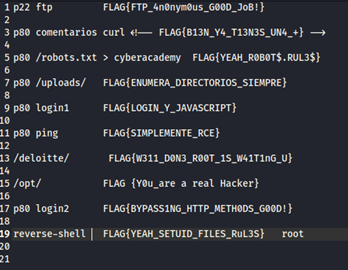 1 p22 ftp FLAG{FTP_4n0nym0us_G00D_JoB!}
2
3 p80 comentarios curl <!-- FLAG{B13N_Y4_T13N3S_UN4_+} -->
4
5 p80 /robots.txt > cyberacademy FLAG{YEAH_R0B0T$.RUL3$}
6
7 p80 /uploads/ FLAG{ENUMERA_DIRECTORIOS_SIEMPRE}
8
9 p80 login1 FLAG{LOGIN_Y_JAVASCRIPT}
10
11 p80 ping FLAG{SIMPLEMENTE_RCE}
12
13 /deloitte/ FLAG{W311_D0N3_R00T_1S_W41T1nG_U}
14
15 /opt/ FLAG {Y0u_are a real Hacker}
16
17 p80 login2 FLAG{BYPASS1NG_HTTP_METH0DS_G00D!}
18
19 reverse-shell FLAG{YEAH_SETUID_FILES_RuL3S} root
20
21